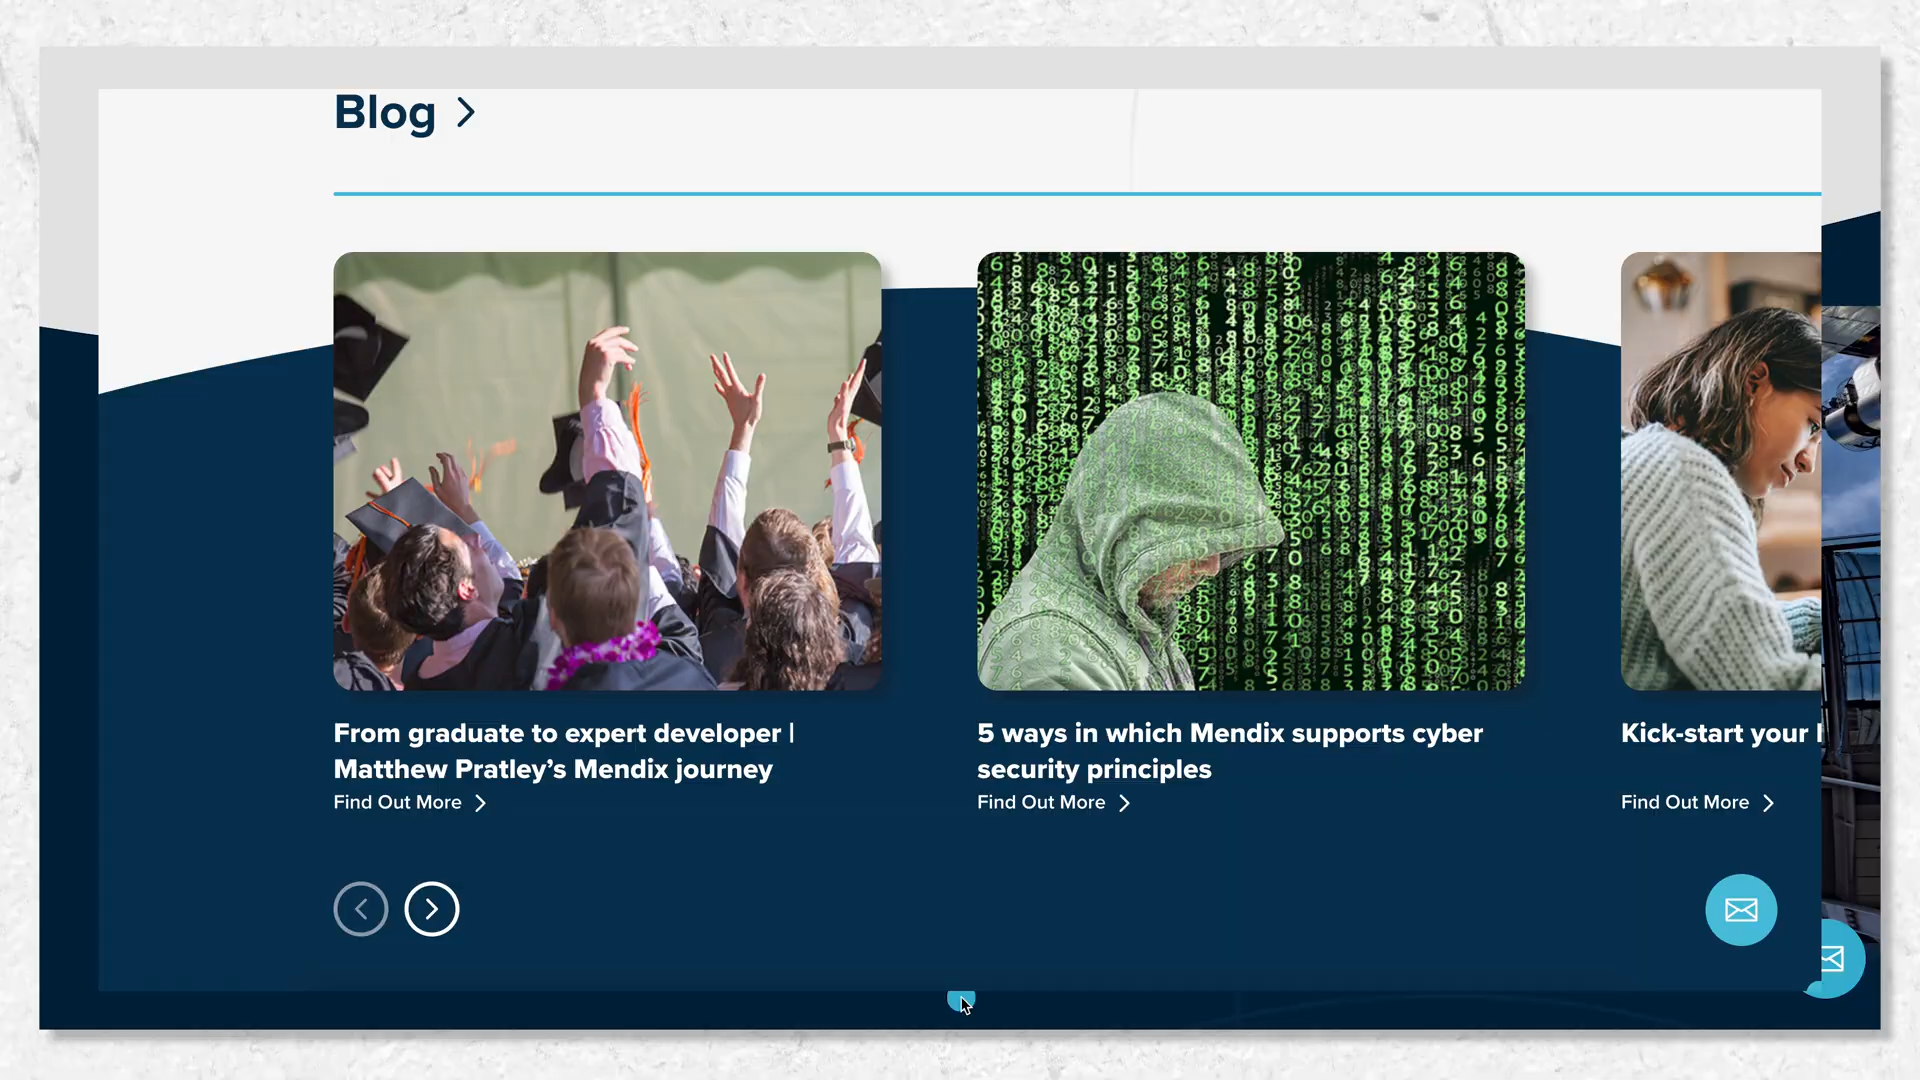 Blog
From graduate to expert developer |
Matthew Pratley’s Mendix journey
Find Out More
5 ways in which Mendix supports cyber
security principles
Find Out More
Kick-start your
Find Out More